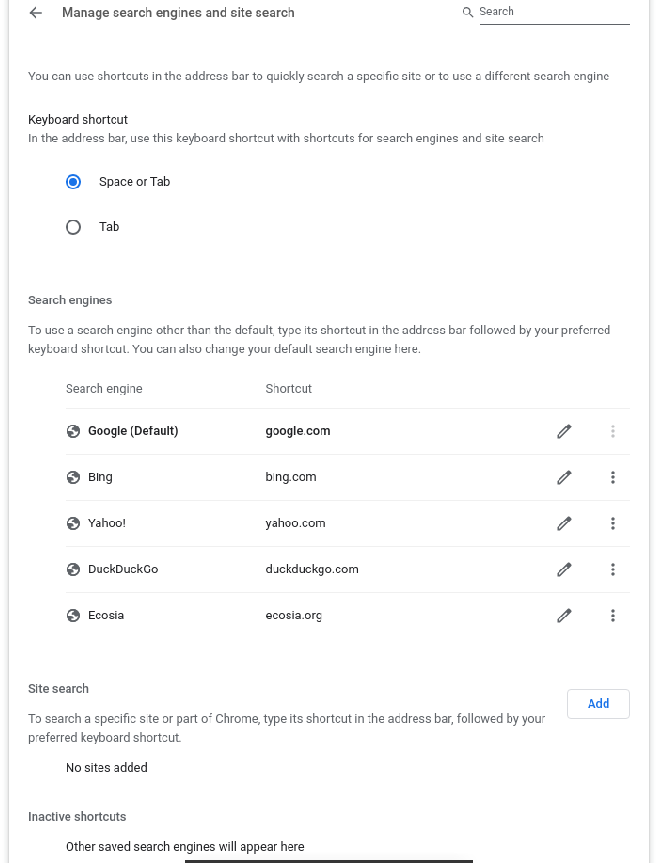 Manage search engines and site search
Search
You can use shortcuts in the address bar to quickly search a specific site or to use a different search engine
Keyboard shortcut
In the address bar, use this keyboard shortcut with shortcuts for search engines and site search
Space or Tab
Tab
Search engines
To use a search engine other than the default, type its shortcut in the address bar followed by your preferred
keyboard shortcut. You can also change your default search engine here.
Search engine Shortcut
Google (Default) google.com
Bing bing.com
Yahoo! yahoo.com
DuckDuckGo duckduckgo.com
Ecosia ecosia.org
Site search
Add
To search a specific site or part of Chrome, type its shortcut in the address bar, followed by your
preferred keyboard shortcut.
No sites added
Inactive shortcuts
Other saved search engines will appear here